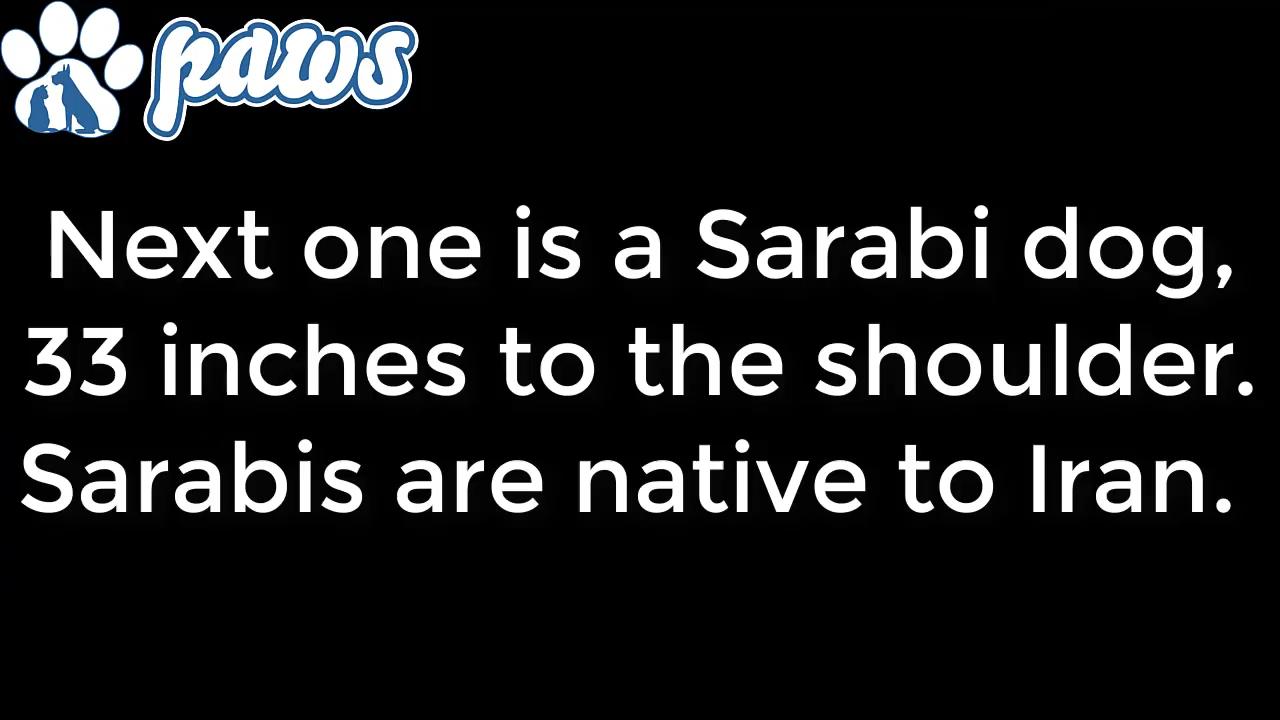 paws
Next one is a Sarabi dog,
33 inches to the shoulder.
Sarabis are native to Iran.